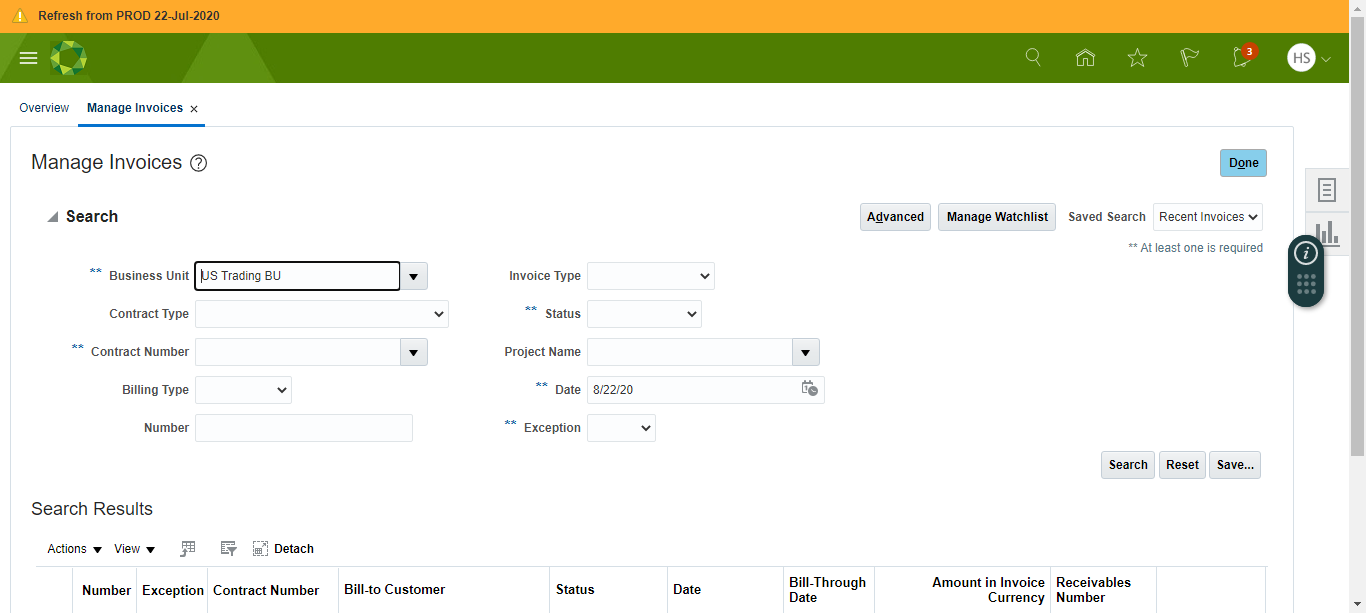 Refresh from PROD 22-Jul-2020
3
HS
Overview Manage Invoices ×
Manage Invoices ?
Done
Search Advanced Manage Watchlist Saved Search Recent Invoices
** At least one is required
** Business Unit US Trading BU Invoice Type
Contract Type ** Status
** Contract Number Project Name
Billing Type ** Date 8/22/20
Number ** Exception
Search Reset Save...
Search Results
Actions View Detach
Number Exception Contract Number Bill-to Customer Status Date Bill-Through Date Amount in Invoice Currency Receivables Number